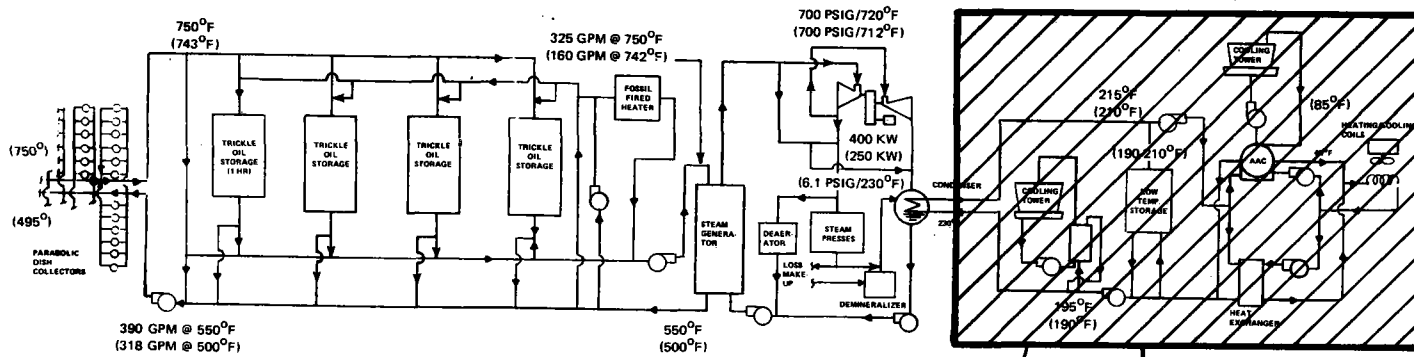 750°F
(743°F)
(750°)
(495°F)
PARABOLIC
DISH
COLLECTORS
TRICKLE
OIL
STORAGE
(1 HR)
TRICKLE
OIL
STORAGE
TRICKLE
OIL
STORAGE
TRICKLE
OIL
STORAGE
325 GPM @ 750°F
(160 GPM @ 742°F)
FOSSIL
FIRED
HEATER
390 GPM @ 550°F
(318 GPM @ 500°F)
550°F
(500°F)
STEAM
GENERA-
TOR
700 PSIG/720°F
(700 PSIG/712°F)
400 KW
(250 KW)
(6.1 PSIG/230°F)
DEAER-
ATOR
STEAM
PRESSES
LOSS
MAKE-
UP
DEMINERALIZER
CONDENSER
230°
COOLING
TOWER
215°F
(210°F)
(190-210°F)
LOW
TEMP.
STORAGE
195°F
(190°F)
COOLING
TOWER
(85°F)
HEATING/COOLING
COILS
AAC
45°F
HEAT
EXCHANGER